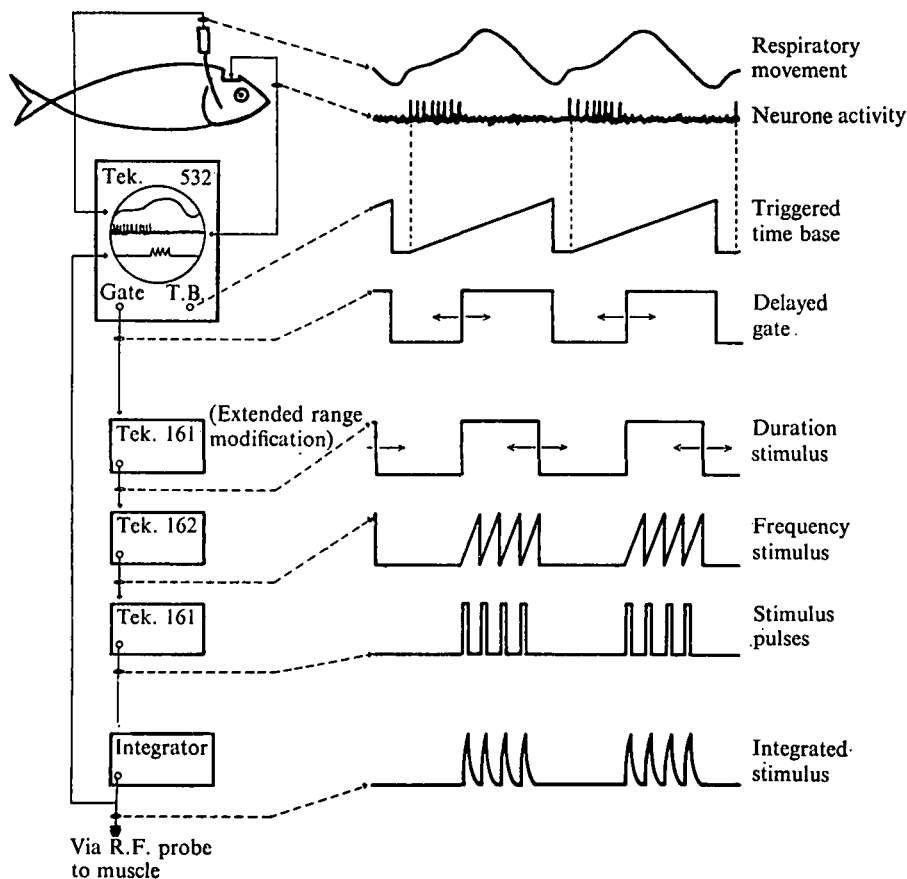 Respiratory
movement
Neurone activity
Tek. 532
Gate T.B.
Triggered
time base
Delayed
gate
(Extended range
modification)
Tek. 161
Duration
stimulus
Tek. 162
Frequency
stimulus
Tek. 161
Stimulus
pulses
Integrator
Integrated
stimulus
Via R.F. probe
to muscle